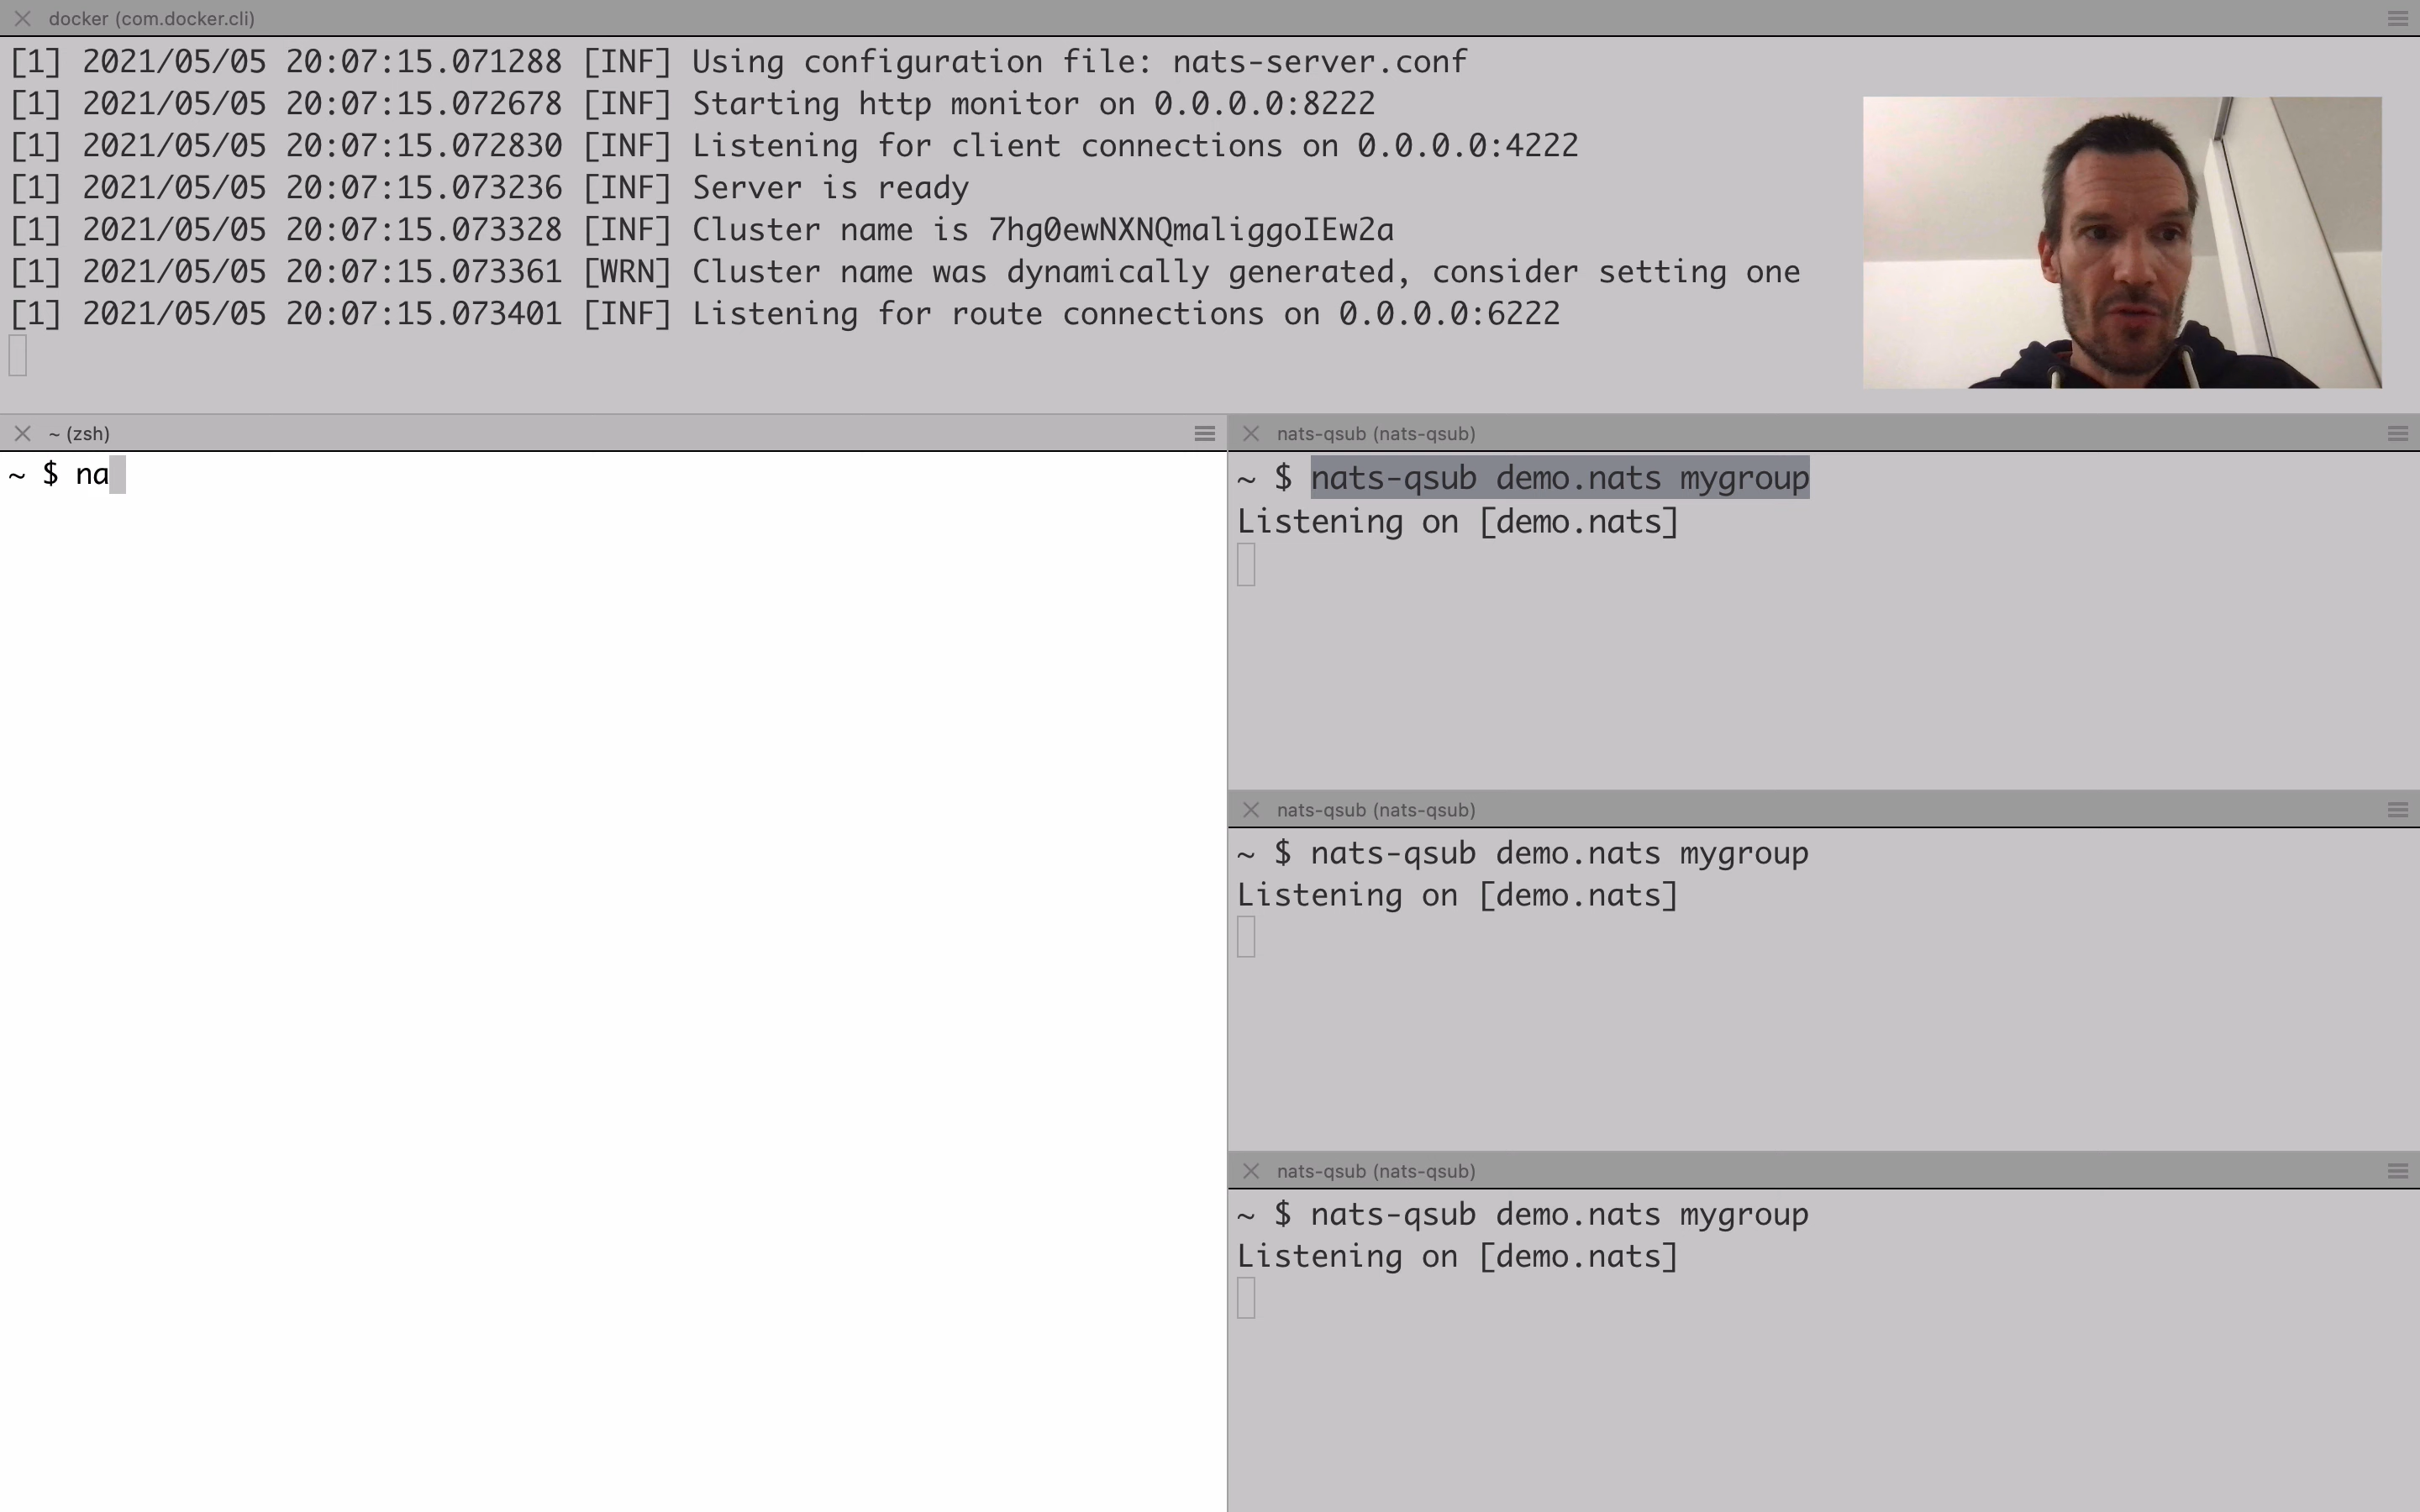 docker (com.docker.cli)
[1] 2021/05/05 20:07:15.071288 [INF] Using configuration file: nats-server.conf
[1] 2021/05/05 20:07:15.072678 [INF] Starting http monitor on 0.0.0.0:8222
[1] 2021/05/05 20:07:15.072830 [INF] Listening for client connections on 0.0.0.0:4222
[1] 2021/05/05 20:07:15.073236 [INF] Server is ready
[1] 2021/05/05 20:07:15.073328 [INF] Cluster name is 7hg0ewNXNQmaliggoIEw2a
[1] 2021/05/05 20:07:15.073361 [WRN] Cluster name was dynamically generated, consider setting one
[1] 2021/05/05 20:07:15.073401 [INF] Listening for route connections on 0.0.0.0:6222
~ (zsh)
~ $ na
nats-qsub (nats-qsub)
~ $ nats-qsub demo.nats mygroup
Listening on [demo.nats]
nats-qsub (nats-qsub)
~ $ nats-qsub demo.nats mygroup
Listening on [demo.nats]
nats-qsub (nats-qsub)
~ $ nats-qsub demo.nats mygroup
Listening on [demo.nats]